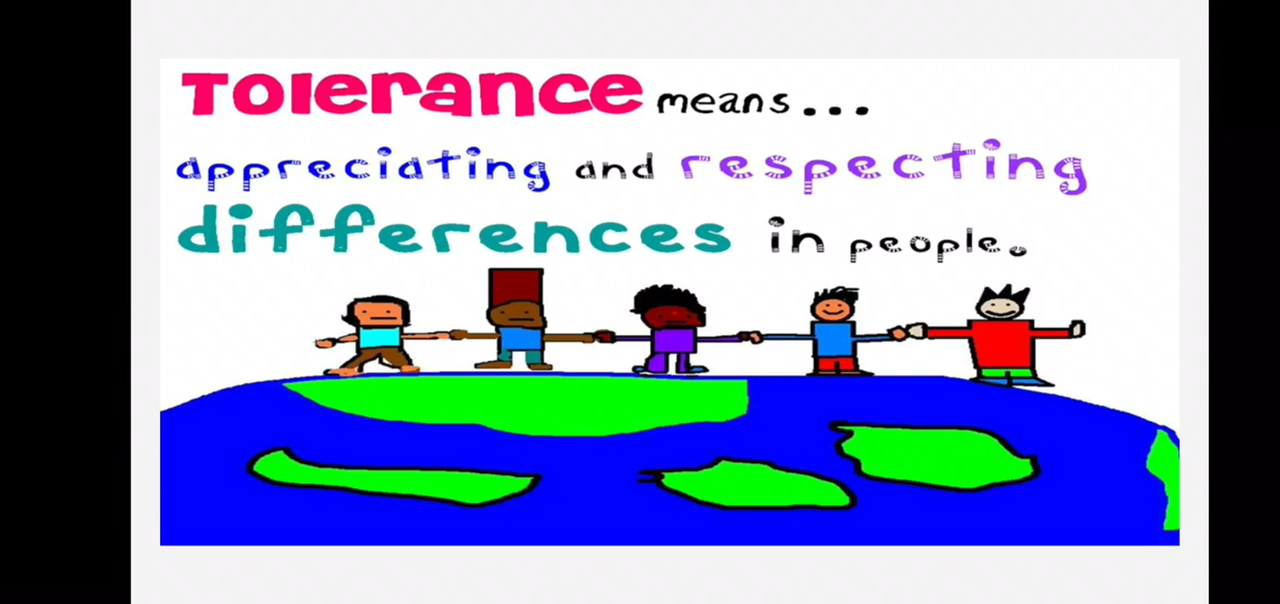 Tolerance means...
appreciating and respecting
differences in people.